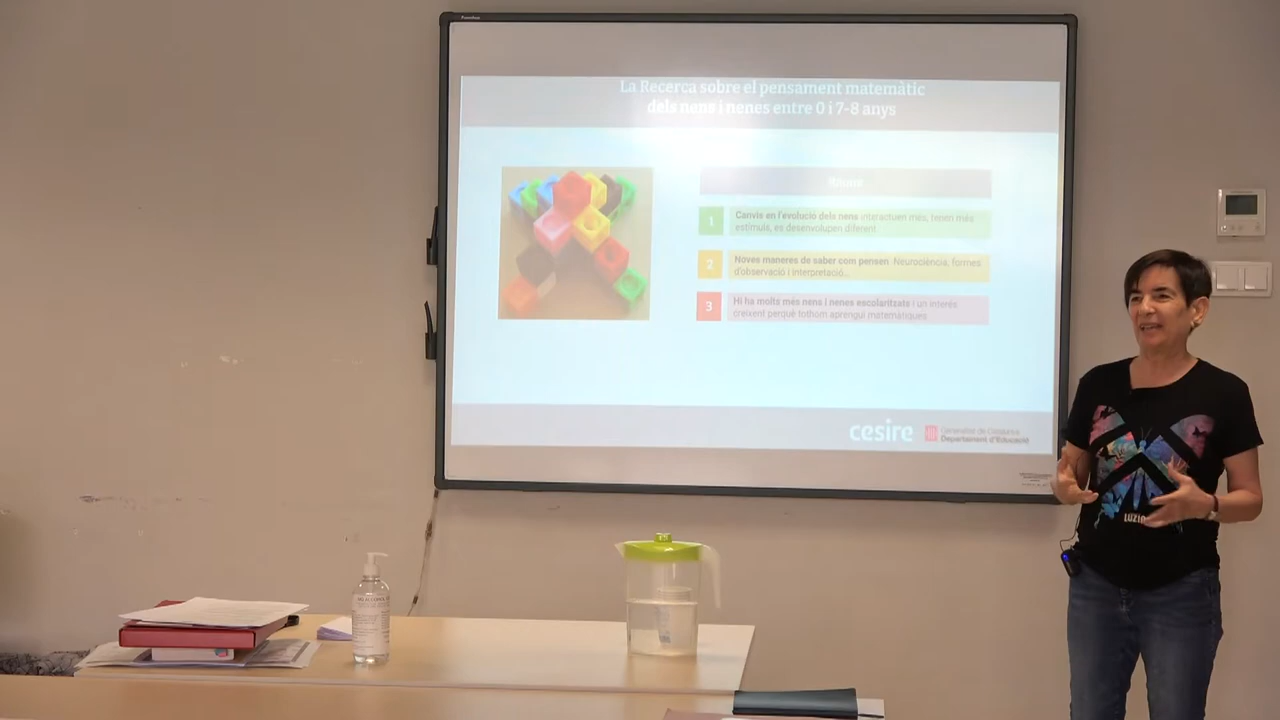 La Recerca sobre el pensament matemàtic
dels nens i nenes entre 0 i 7-8 anys
1
Canvis en l'evolució dels nens interactuen més, tenen més
estímuls, es desenvolupen diferent
2
Noves maneres de saber com pensen. Neurociència, formes
d'observació i interpretació...
3
Hi ha molts més nens i nenes escolaritzats i un interès
creixent perquè tothom aprengui matemàtiques
cesire
Generalitat de Catalunya
Departament d'Educació